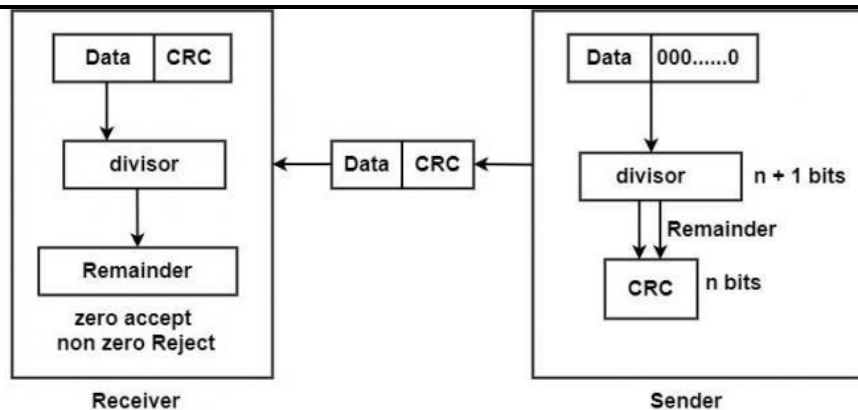 Data CRC
divisor
Remainder
zero accept
non zero Reject
Receiver
Data CRC
Data 000......0
divisor n + 1 bits
Remainder
CRC n bits
Sender